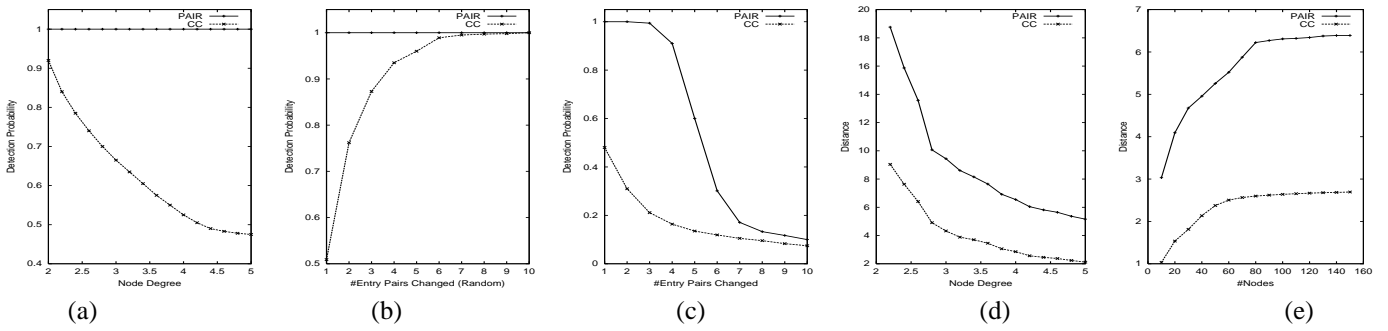 Detection Probability
1
0.9
0.8
0.7
0.6
0.5
0.4
2 2.5 3 3.5 4 4.5 5
Node Degree
PAIR
CC
(a)
Detection Probability
1
0.9
0.8
0.7
0.6
0.5
1 2 3 4 5 6 7 8 9 10
#Entry Pairs Changed (Random)
PAIR
CC
(b)
Detection Probability
1
0.8
0.6
0.4
0.2
0
1 2 3 4 5 6 7 8 9 10
#Entry Pairs Changed
PAIR
CC
(c)
Distance
20
18
16
14
12
10
8
6
4
2
2 2.5 3 3.5 4 4.5 5
Node Degree
PAIR
CC
(d)
Distance
7
6
5
4
3
2
1
0 20 40 60 80 100 120 140 160
#Nodes
PAIR
CC
(e)